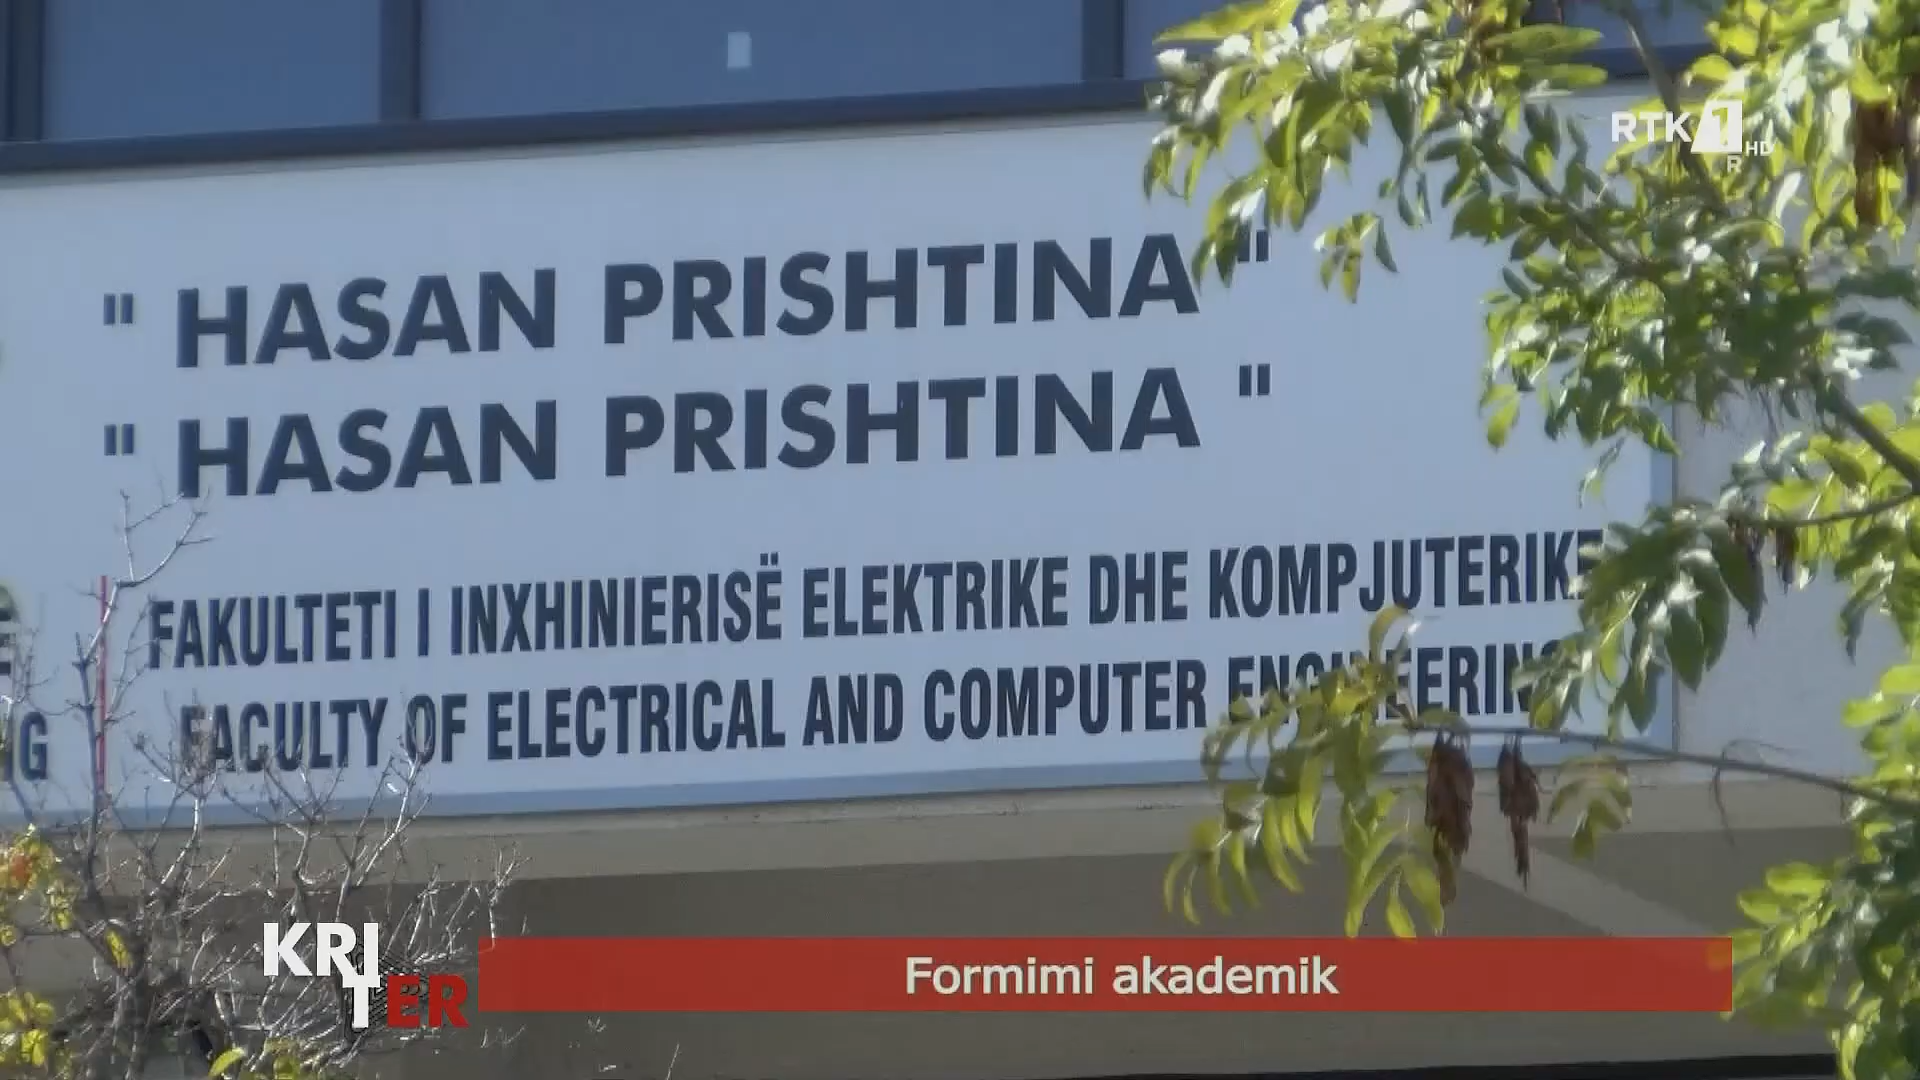 RTK 1 HD
R
" HASAN PRISHTINA "
" HASAN PRISHTINA "
FAKULTETI I INXHINIERISË ELEKTRIKE DHE KOMPJUTERIKE
FACULTY OF ELECTRICAL AND COMPUTER ENGINEERING
KRITER
Formimi akademik